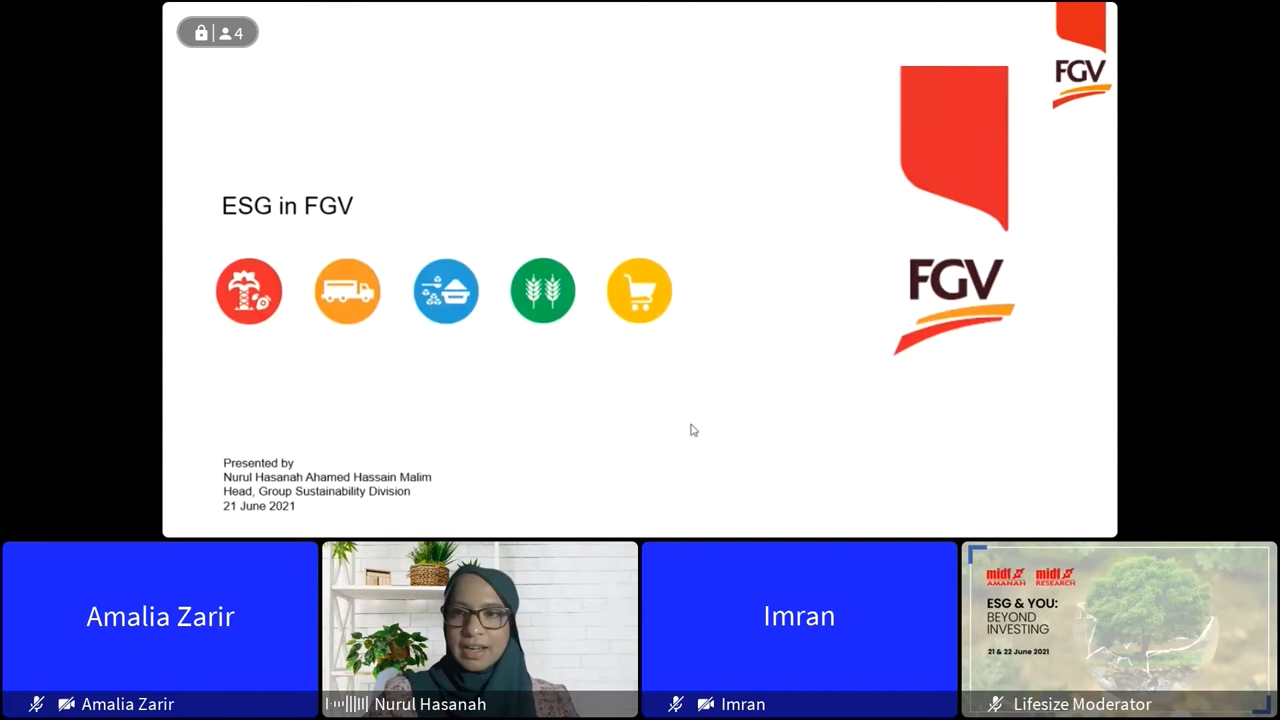 4
FGV
FGV
ESG in FGV
Presented by
Nurul Hasanah Ahamed Hassain Malim
Head, Group Sustainability Division
21 June 2021
Amalia Zarir
Imran
midf midf
AMANAH RESEARCH
ESG & YOU:
BEYOND
INVESTING
21 & 22 June 2021
Amalia Zarir
Nurul Hasanah
Imran
Lifesize Moderator